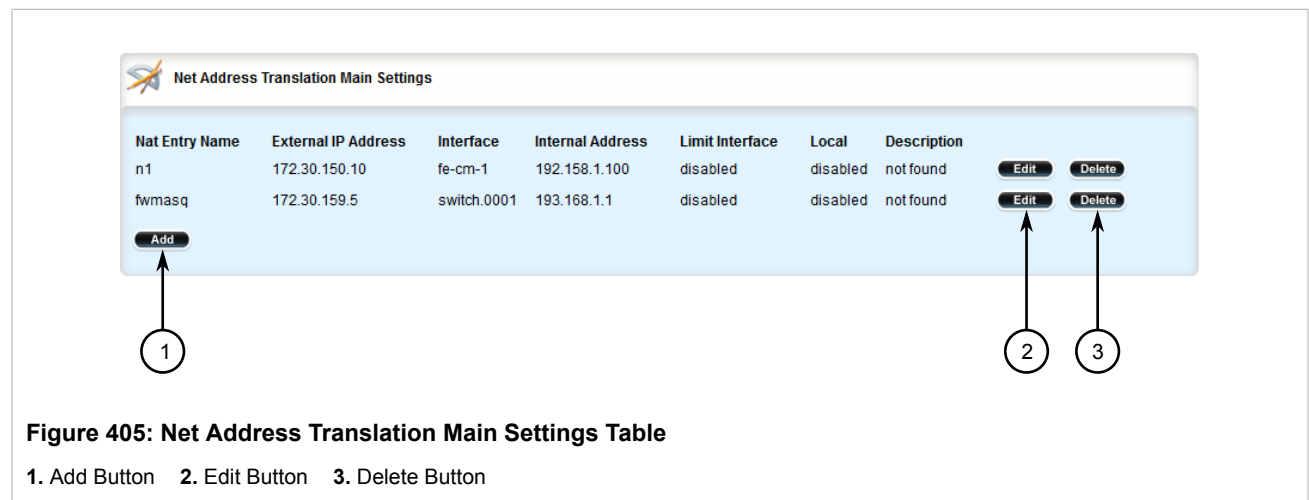 Net Address Translation Main Settings
Nat Entry Name External IP Address Interface Internal Address Limit Interface Local Description
n1 172.30.150.10 fe-cm-1 192.158.1.100 disabled disabled not found Edit Delete
fwmasq 172.30.159.5 switch.0001 193.168.1.1 disabled disabled not found Edit Delete
Add
1 2 3
Figure 405: Net Address Translation Main Settings Table
1. Add Button 2. Edit Button 3. Delete Button